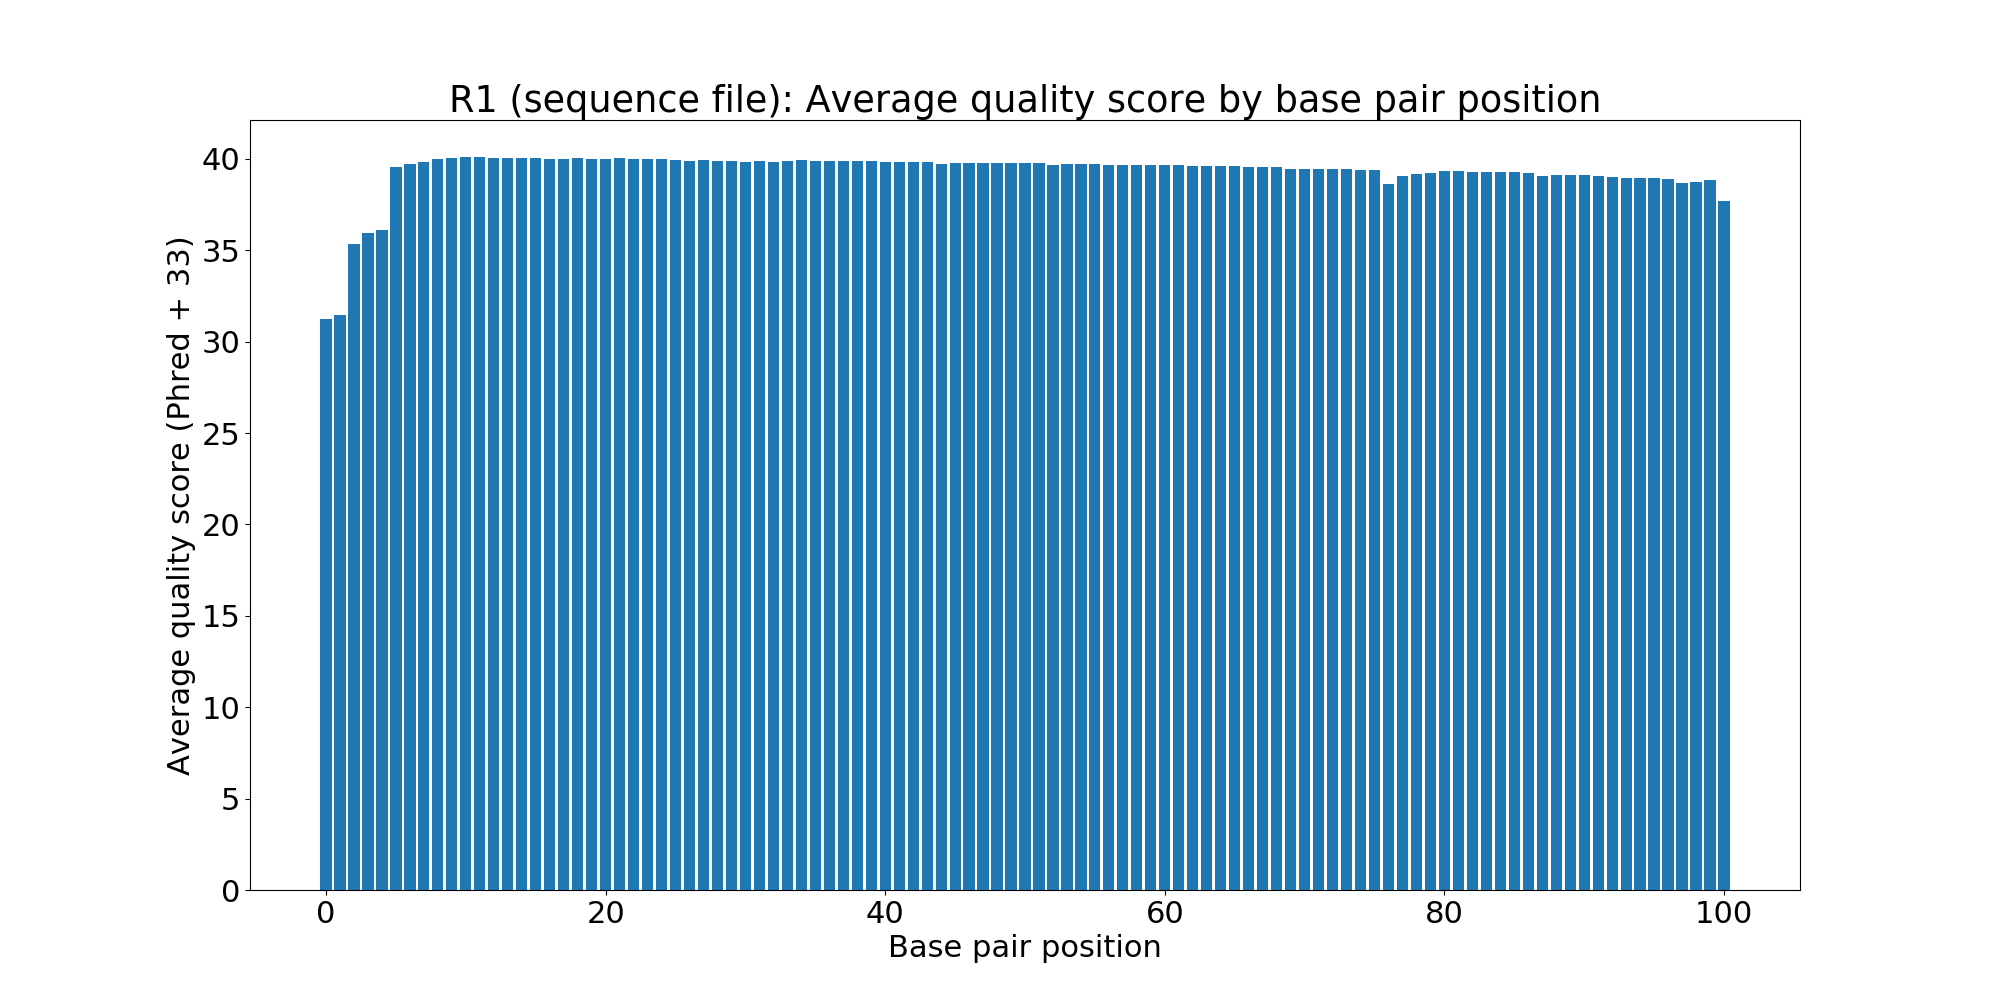 R1 (sequence file): Average quality score by base pair position
Average quality score (Phred + 33)
40
35
30
25
20
15
10
5
0
0 20 40 60 80 100
Base pair position